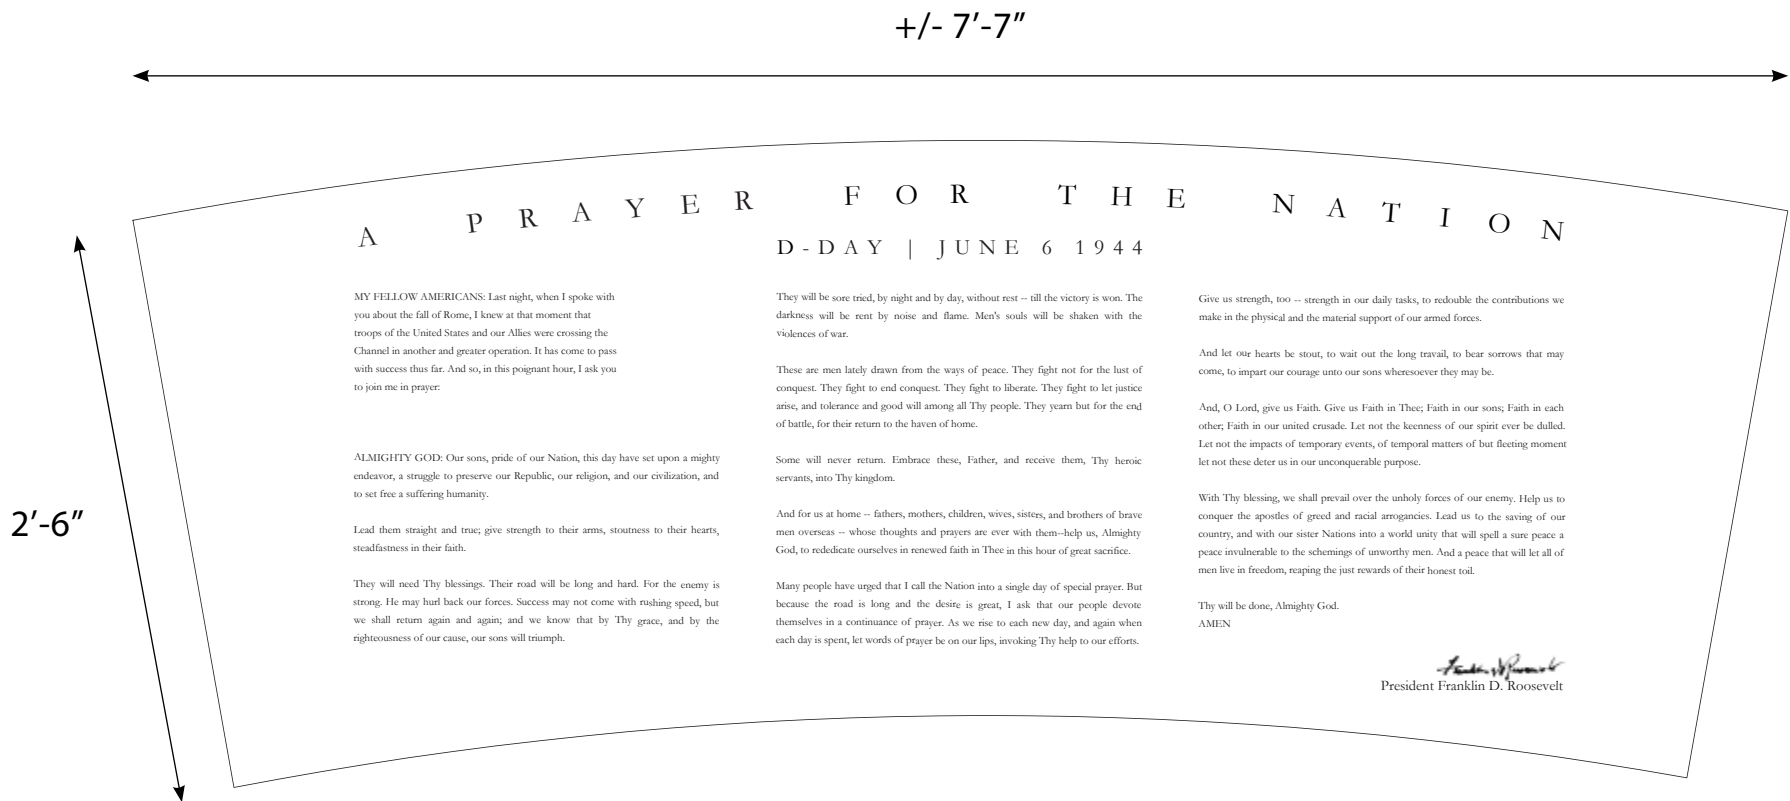 +/- 7’-7”
A PRAYER FOR THE NATION
D-DAY | JUNE 6 1944
2’-6”
MY FELLOW AMERICANS: Last night, when I spoke with
you about the fall of Rome, I knew at that moment that
troops of the United States and our Allies were crossing the
Channel in another and greater operation. It has come to pass
with success thus far. And so, in this poignant hour, I ask you
to join me in prayer:
ALMIGHTY GOD: Our sons, pride of our Nation, this day have set upon a mighty
endeavor, a struggle to preserve our Republic, our religion, and our civilization, and
to set free a suffering humanity.
Lead them straight and true; give strength to their arms, stoutness to their hearts,
steadfastness in their faith.
They will need Thy blessings. Their road will be long and hard. For the enemy is
strong. He may hurl back our forces. Success may not come with rushing speed, but
we shall return again and again; and we know that by Thy grace, and by the
righteousness of our cause, our sons will triumph.
They will be sore tried, by night and by day, without rest -- till the victory is won. The
darkness will be rent by noise and flame. Men's souls will be shaken with the
violences of war.
These are men lately drawn from the ways of peace. They fight not for the lust of
conquest. They fight to end conquest. They fight to liberate. They fight to let justice
arise, and tolerance and good will among all Thy people. They yearn but for the end
of battle, for their return to the haven of home.
Some will never return. Embrace these, Father, and receive them, Thy heroic
servants, into Thy kingdom.
And for us at home -- fathers, mothers, children, wives, sisters, and brothers of brave
men overseas -- whose thoughts and prayers are ever with them--help us, Almighty
God, to rededicate ourselves in renewed faith in Thee in this hour of great sacrifice.
Many people have urged that I call the Nation into a single day of special prayer. But
because the road is long and the desire is great, I ask that our people devote
themselves in a continuance of prayer. As we rise to each new day, and again when
each day is spent, let words of prayer be on our lips, invoking Thy help to our efforts.
Give us strength, too -- strength in our daily tasks, to redouble the contributions we
make in the physical and the material support of our armed forces.
And let our hearts be stout, to wait out the long travail, to bear sorrows that may
come, to impart our courage unto our sons wheresoever they may be.
And, O Lord, give us Faith. Give us Faith in Thee; Faith in our sons; Faith in each
other; Faith in our united crusade. Let not the keenness of our spirit ever be dulled.
Let not the impacts of temporary events, of temporal matters of but fleeting moment
let not these deter us in our unconquerable purpose.
With Thy blessing, we shall prevail over the unholy forces of our enemy. Help us to
conquer the apostles of greed and racial arrogancies. Lead us to the saving of our
country, and with our sister Nations into a world unity that will spell a sure peace a
peace invulnerable to the schemings of unworthy men. And a peace that will let all of
men live in freedom, reaping the just rewards of their honest toil.
Thy will be done, Almighty God.
AMEN
President Franklin D. Roosevelt